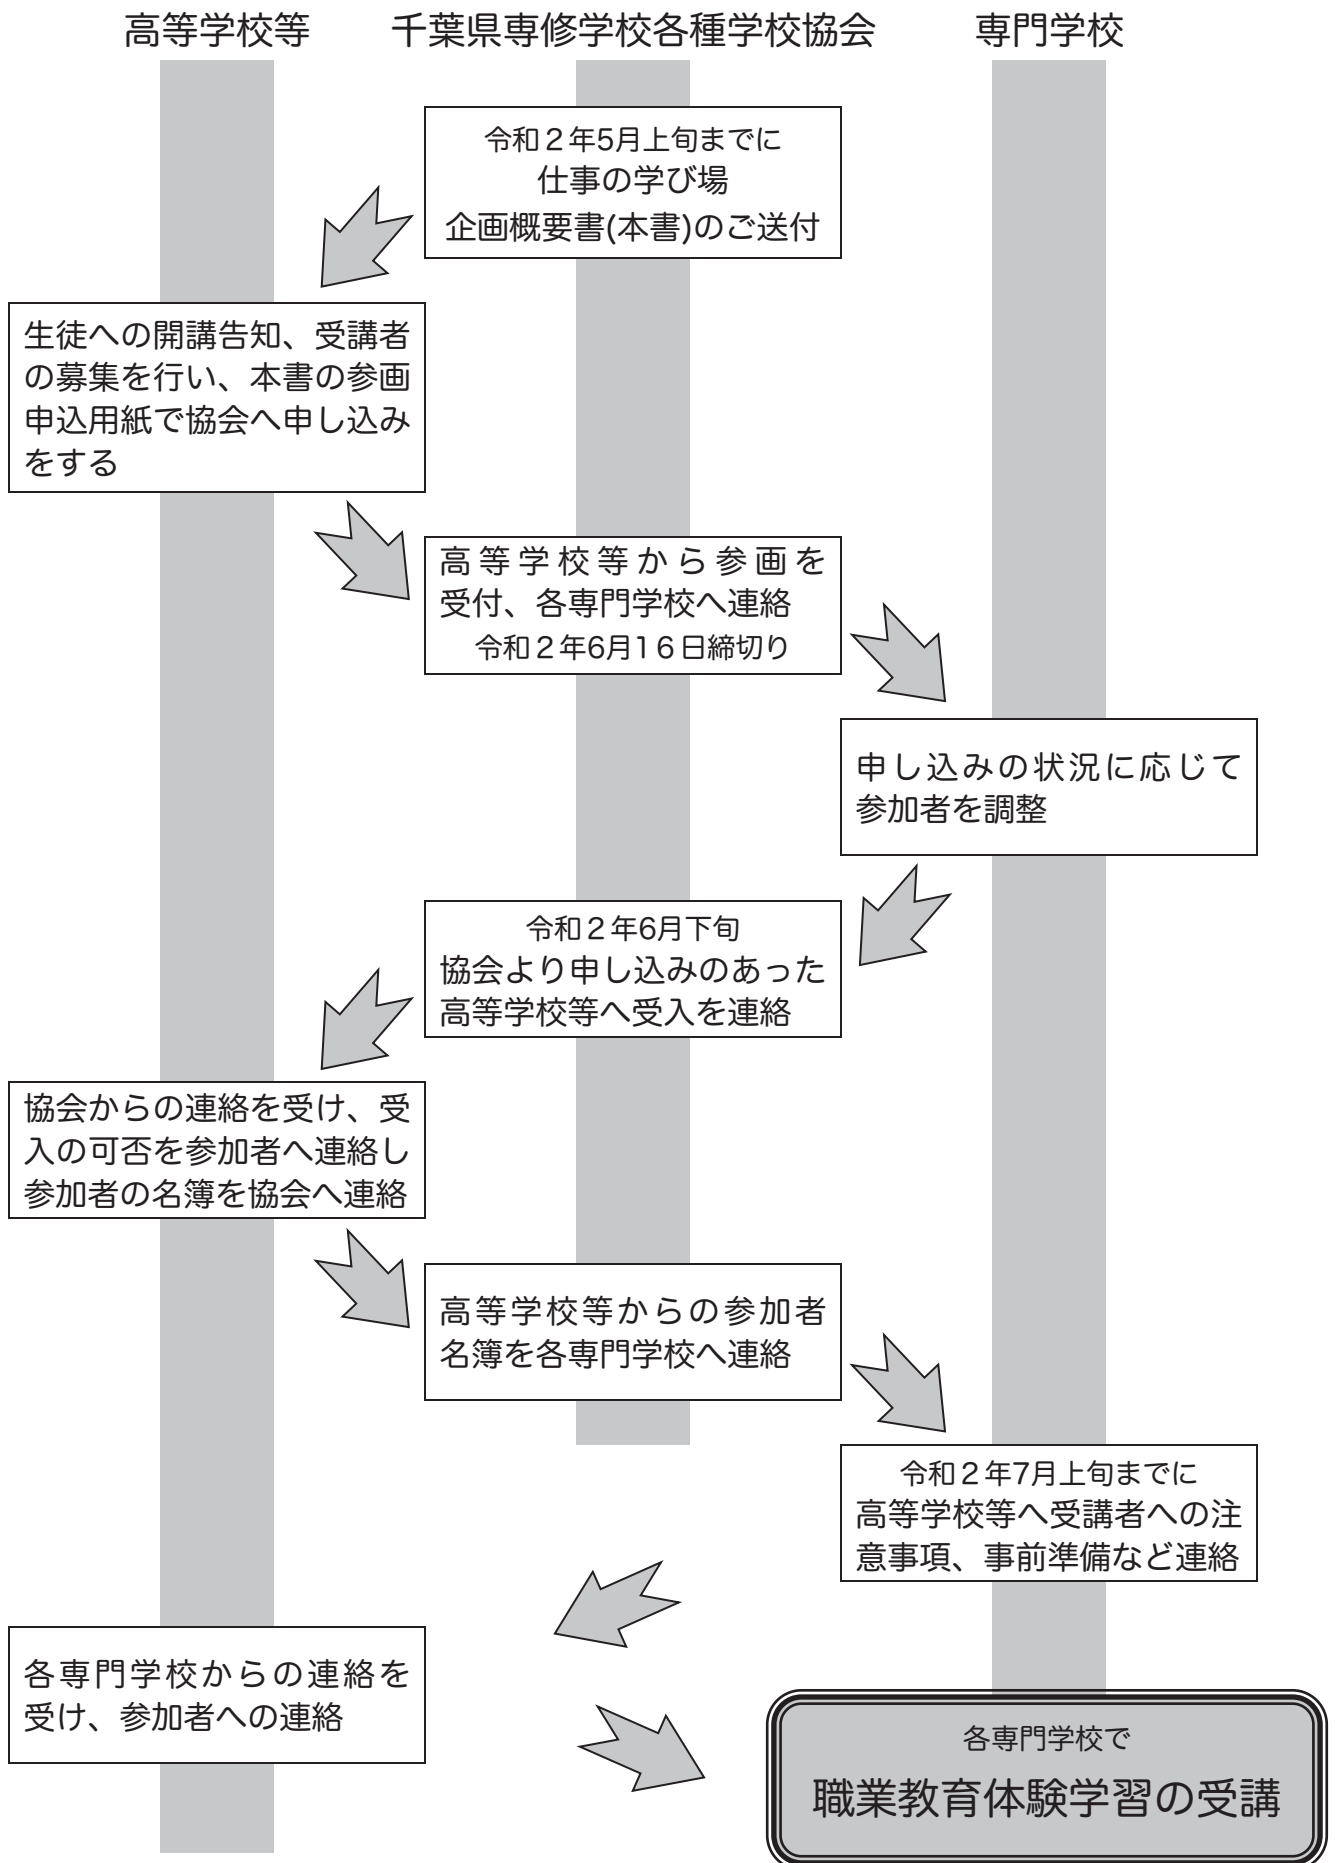 高等学校等
千葉県専修学校各種学校協会
専門学校
令和２年5月上旬までに
仕事の学び場
企画概要書(本書)のご送付
生徒への開講告知、受講者
の募集を行い、本書の参画
申込用紙で協会へ申し込み
をする
高等学校等から参画を
受付、各専門学校へ連絡
令和２年6月1６日締切り
申し込みの状況に応じて
参加者を調整
令和２年6月下旬
協会より申し込みのあった
高等学校等へ受入を連絡
協会からの連絡を受け、受
入の可否を参加者へ連絡し
参加者の名簿を協会へ連絡
高等学校等からの参加者
名簿を各専門学校へ連絡
令和２年7月上旬までに
高等学校等へ受講者への注
意事項、事前準備など連絡
各専門学校からの連絡を
受け、参加者への連絡
各専門学校で
職業教育体験学習の受講